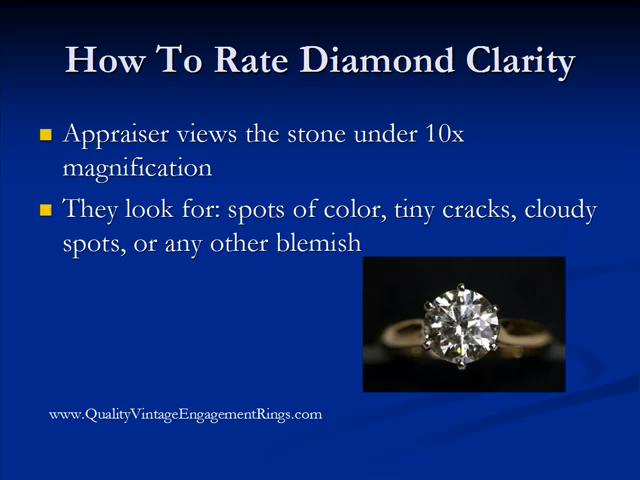 How To Rate Diamond Clarity
Appraiser views the stone under 10x
magnification
They look for: spots of color, tiny cracks, cloudy
spots, or any other blemish
www.QualityVintageEngagementRings.com